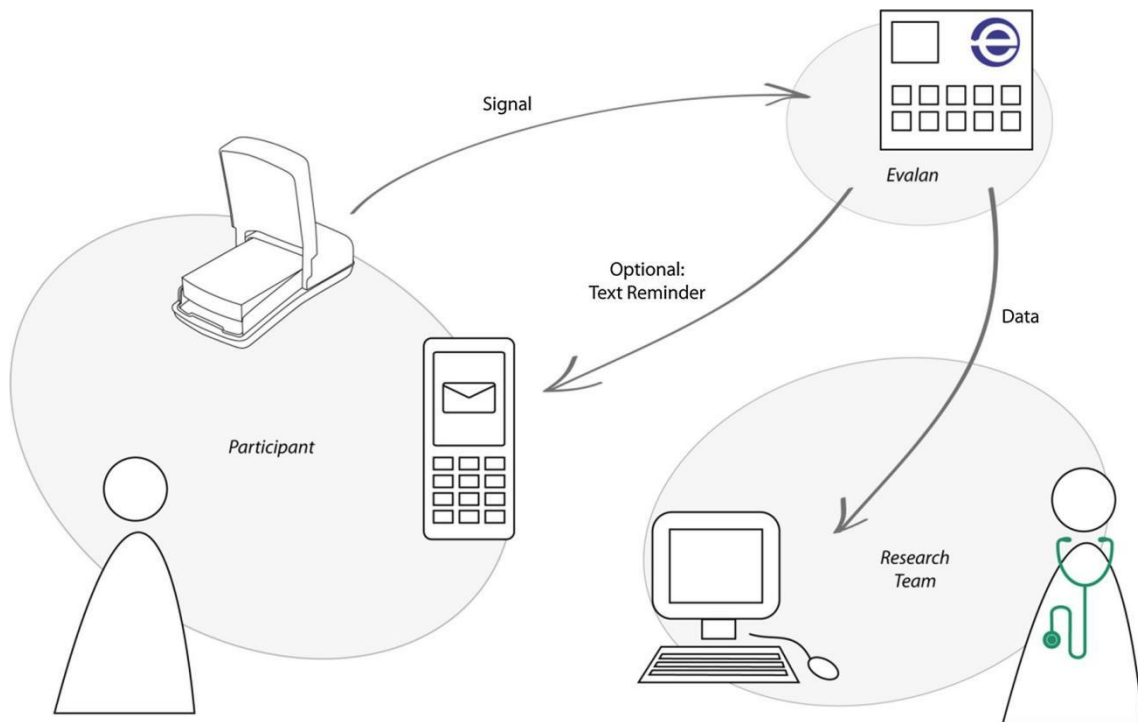 Signal
Evalan
Optional:
Text Reminder
Data
Participant
Research
Team